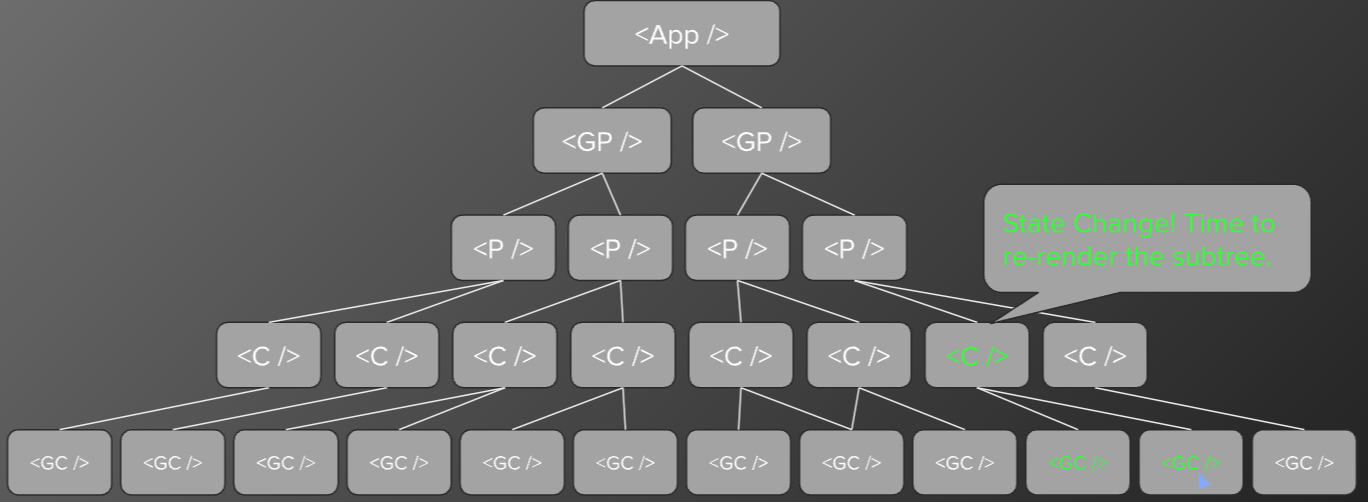 <App />
<GP /> <GP />
State Change! Time to
re-render the subtree.
<P /> <P /> <P /> <P />
<C /> <C /> <C /> <C /> <C /> <C /> <C /> <C />
<GC /> <GC /> <GC /> <GC /> <GC /> <GC /> <GC /> <GC /> <GC /> <GC /> <GC /> <GC />